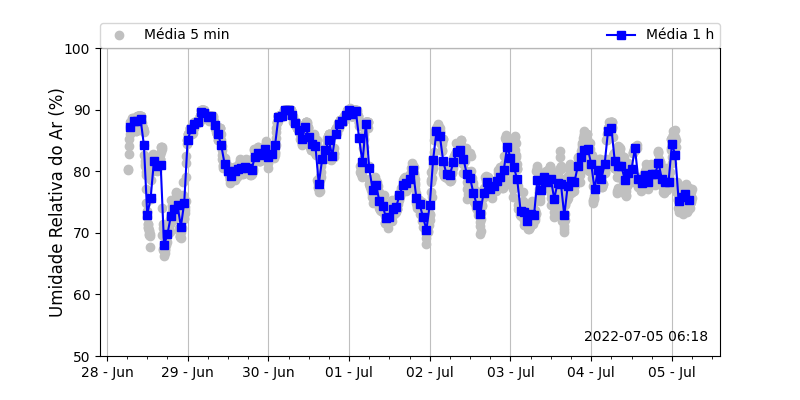 Média 5 min
Média 1 h
Umidade Relativa do Ar (%)
100
90
80
70
60
50
2022-07-05 06:18
28 - Jun
29 - Jun
30 - Jun
01 - Jul
02 - Jul
03 - Jul
04 - Jul
05 - Jul